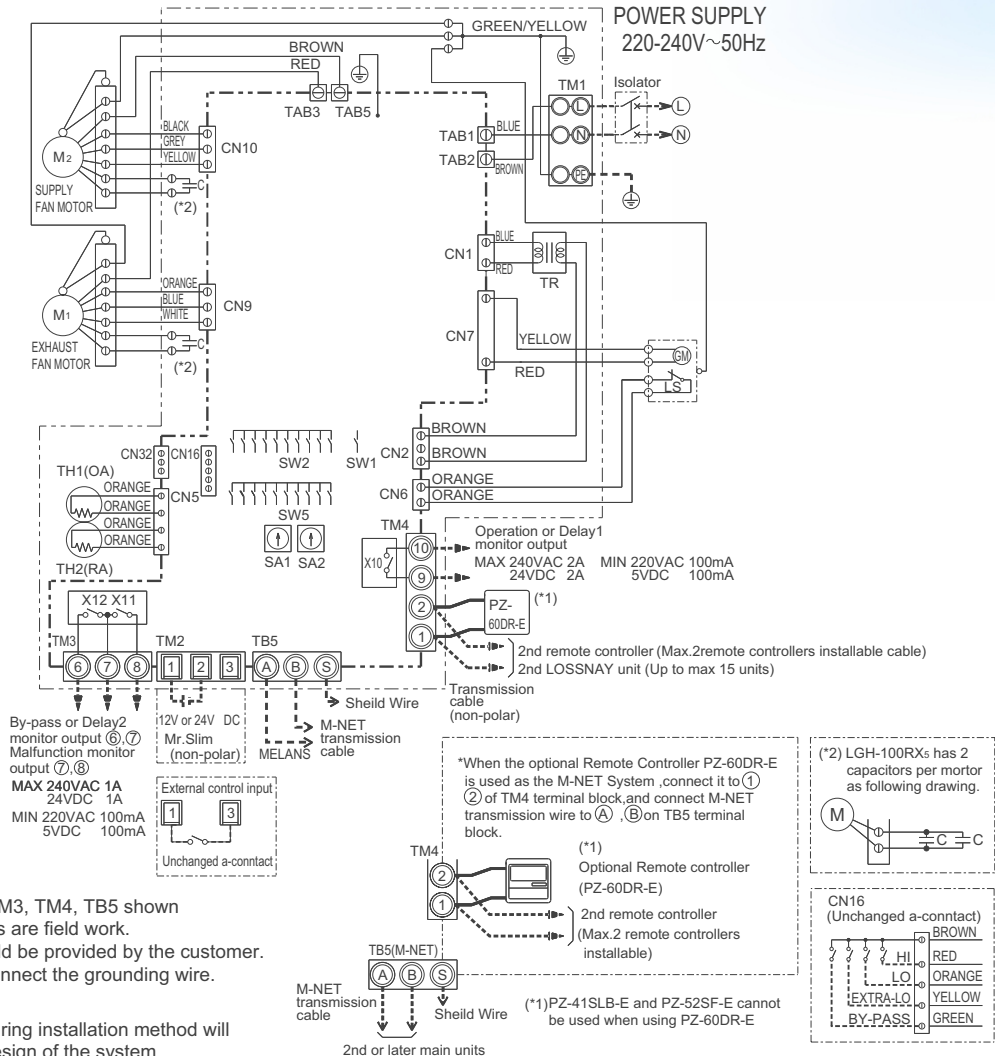 POWER SUPPLY
220-240V～50Hz
GREEN/YELLOW
BROWN
RED
TAB3 TAB5
TM1
Isolator
L
N
PE
L
N
TAB1
BLUE
TAB2
BROWN
BLACK
GREY
YELLOW
CN10
M2
SUPPLY
FAN MOTOR
C
(*2)
ORANGE
BLUE
WHITE
CN9
M1
EXHAUST
FAN MOTOR
C
(*2)
CN1
BLUE
RED
TR
CN7
YELLOW
RED
GM
LS
CN2
BROWN
BROWN
CN6
ORANGE
ORANGE
CN32
CN16
SW2
SW1
TH1(OA)
ORANGE
ORANGE
ORANGE
ORANGE
CN5
TH2(RA)
SW5
SA1 SA2
TM4
X10
10
9
2
1
Operation or Delay1
monitor output
MAX 240VAC 2A
24VDC 2A
MIN 220VAC 100mA
5VDC 100mA
PZ-
60DR-E
(*1)
2nd remote controller (Max.2remote controllers installable cable)
2nd LOSSNAY unit (Up to max 15 units)
Transmission
cable
(non-polar)
X12 X11
TM3
6 7 8
TM2
1 2 3
TB5
A B S
Sheild Wire
M-NET
transmission
cable
MELANS
By-pass or Delay2
monitor output ⑥,⑦
Malfunction monitor
output ⑦,⑧
MAX 240VAC 1A
24VDC 1A
MIN 220VAC 100mA
5VDC 100mA
12V or 24V DC
Mr.Slim
(non-polar)
External control input
1 3
Unchanged a-conntact
*When the optional Remote Controller PZ-60DR-E
is used as the M-NET System ,connect it to ①
② of TM4 terminal block,and connect M-NET
transmission wire to Ⓐ ,Ⓑ on TB5 terminal
block.
TM4
2
1
(*1)
Optional Remote controller
(PZ-60DR-E)
2nd remote controller
(Max.2 remote controllers
installable)
TB5(M-NET)
A B S
M-NET
transmission
cable
Sheild Wire
2nd or later main units
(*1)PZ-41SLB-E and PZ-52SF-E cannot
be used when using PZ-60DR-E
(*2) LGH-100RX5 has 2
capacitors per mortor
as following drawing.
M
C C
CN16
(Unchanged a-conntact)
BROWN
HI RED
LO ORANGE
EXTRA-LO YELLOW
BY-PASS GREEN
M3, TM4, TB5 shown
s are field work.
ld be provided by the customer.
nnect the grounding wire.
ring installation method will
esign of the system